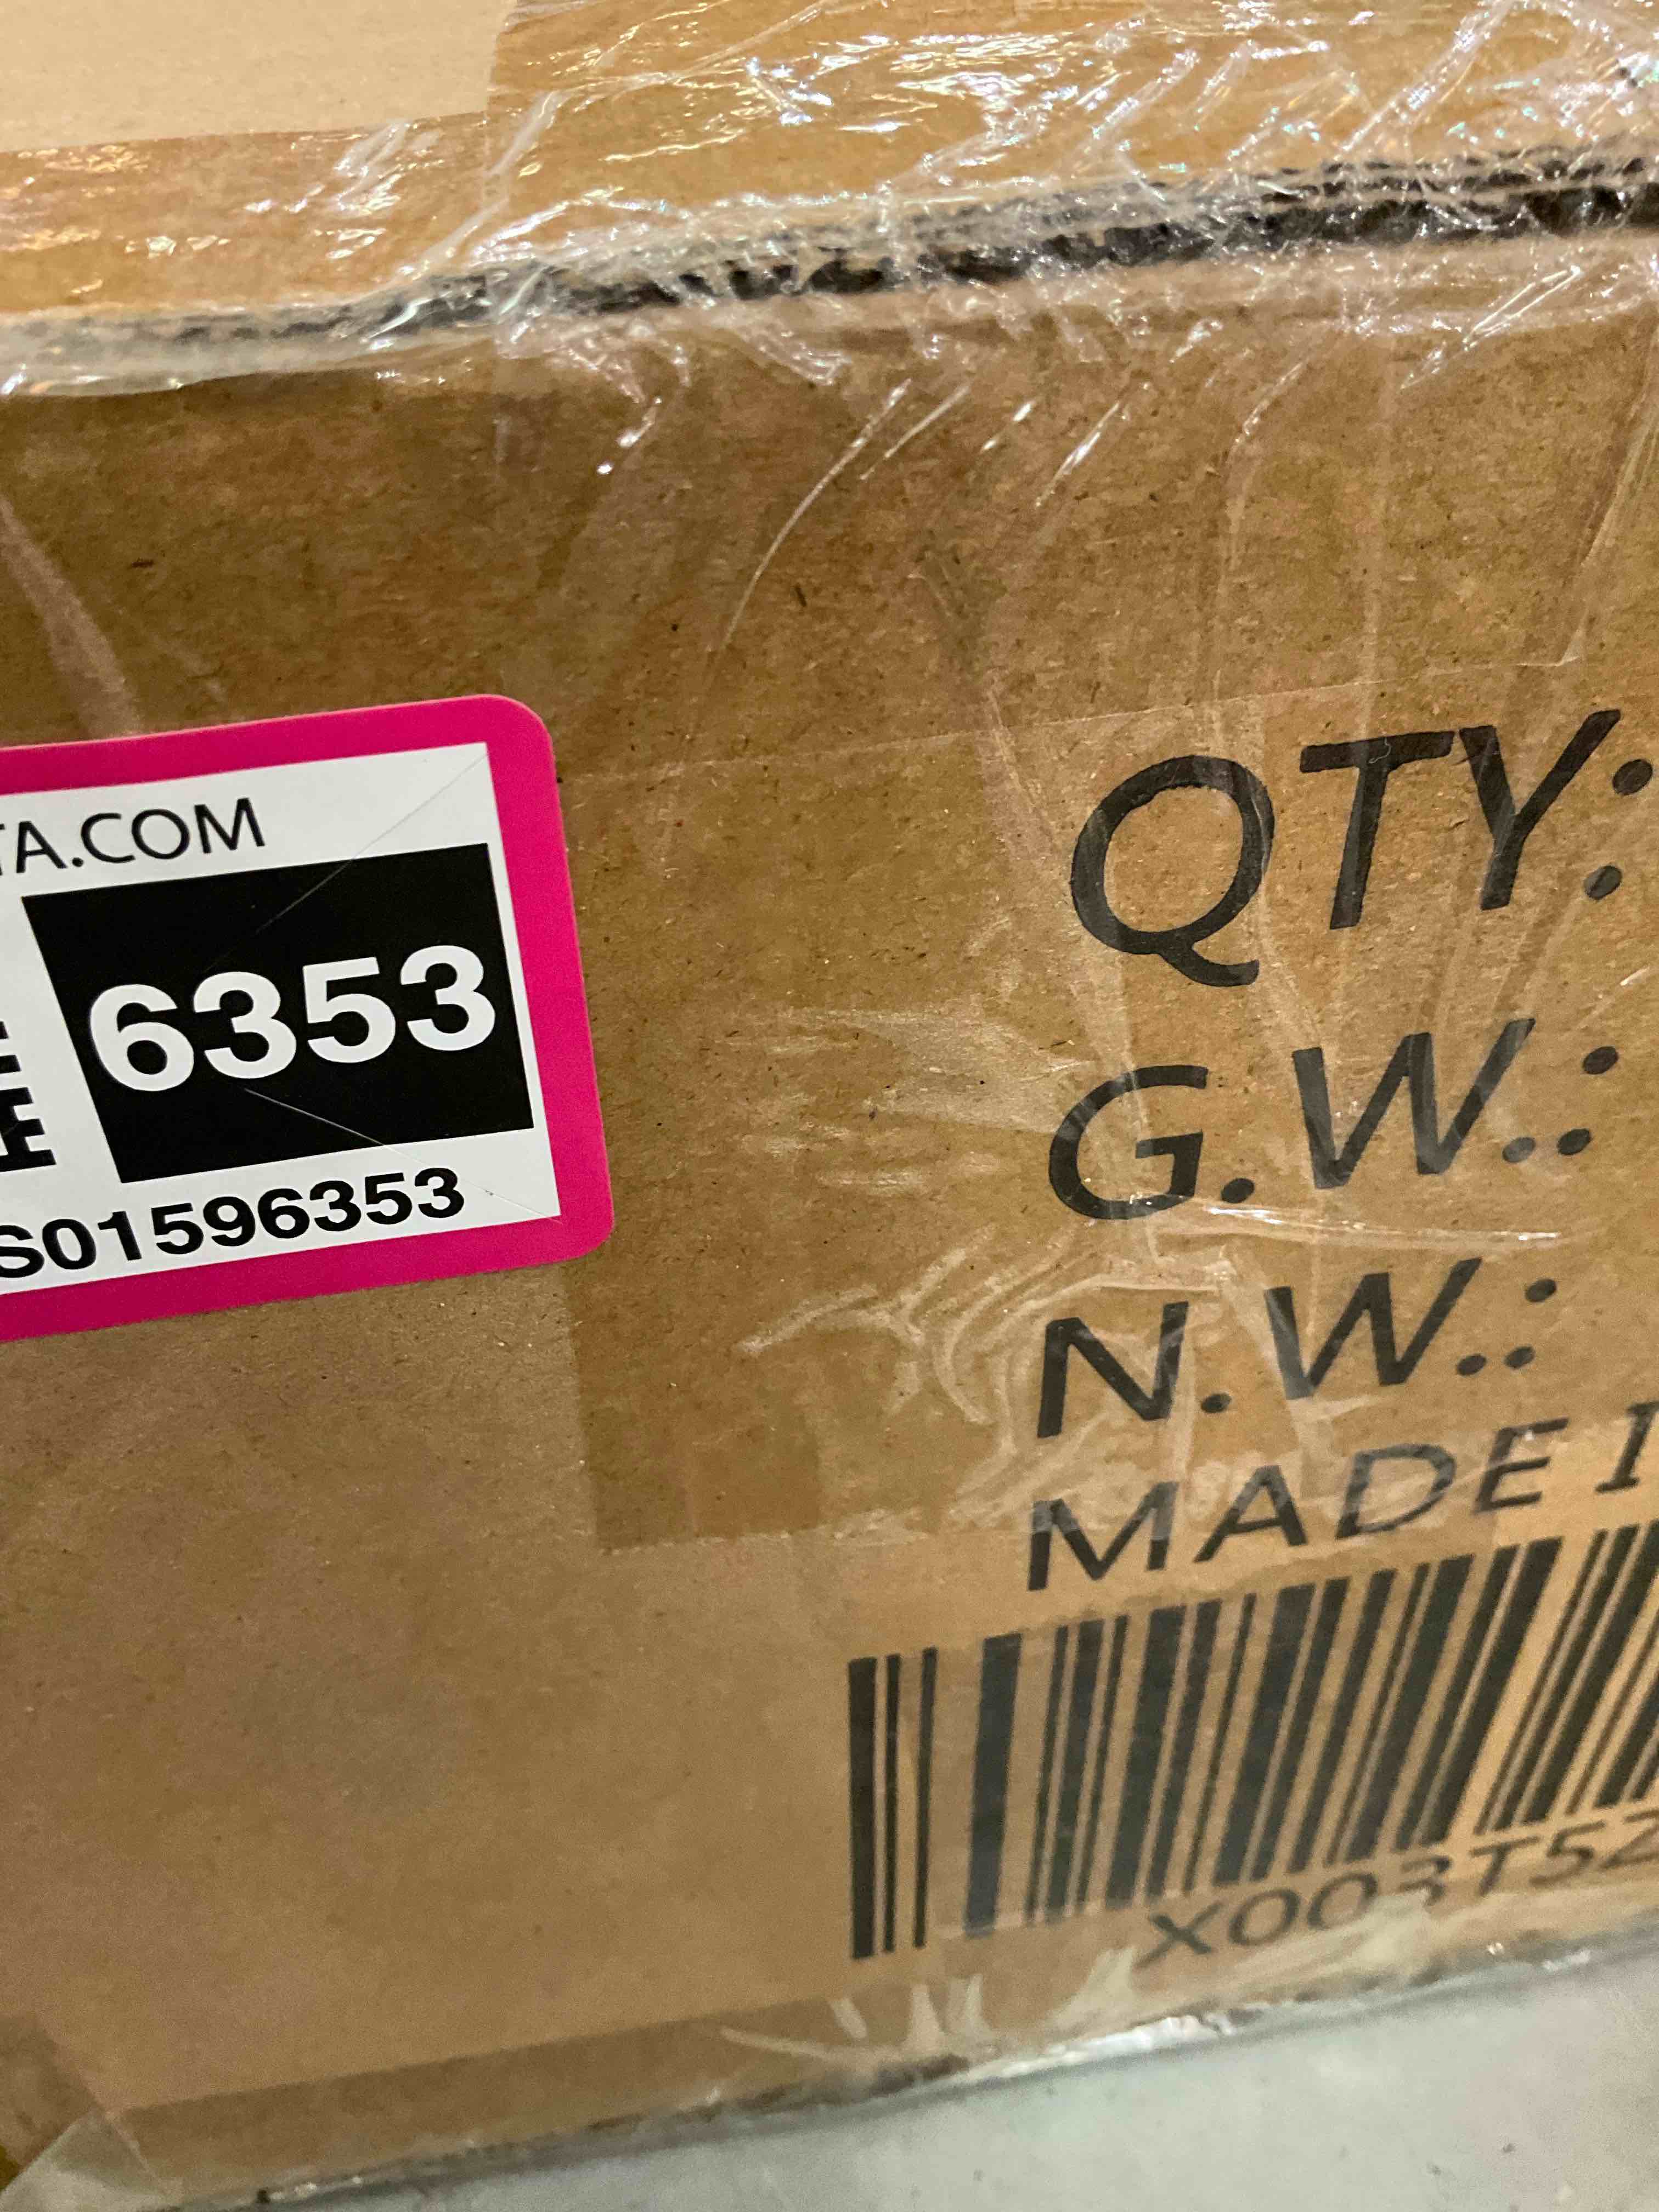 TA.COM
6353
S01596353
QTY:
G.W.:
N.W.:
MADE I
X003T52